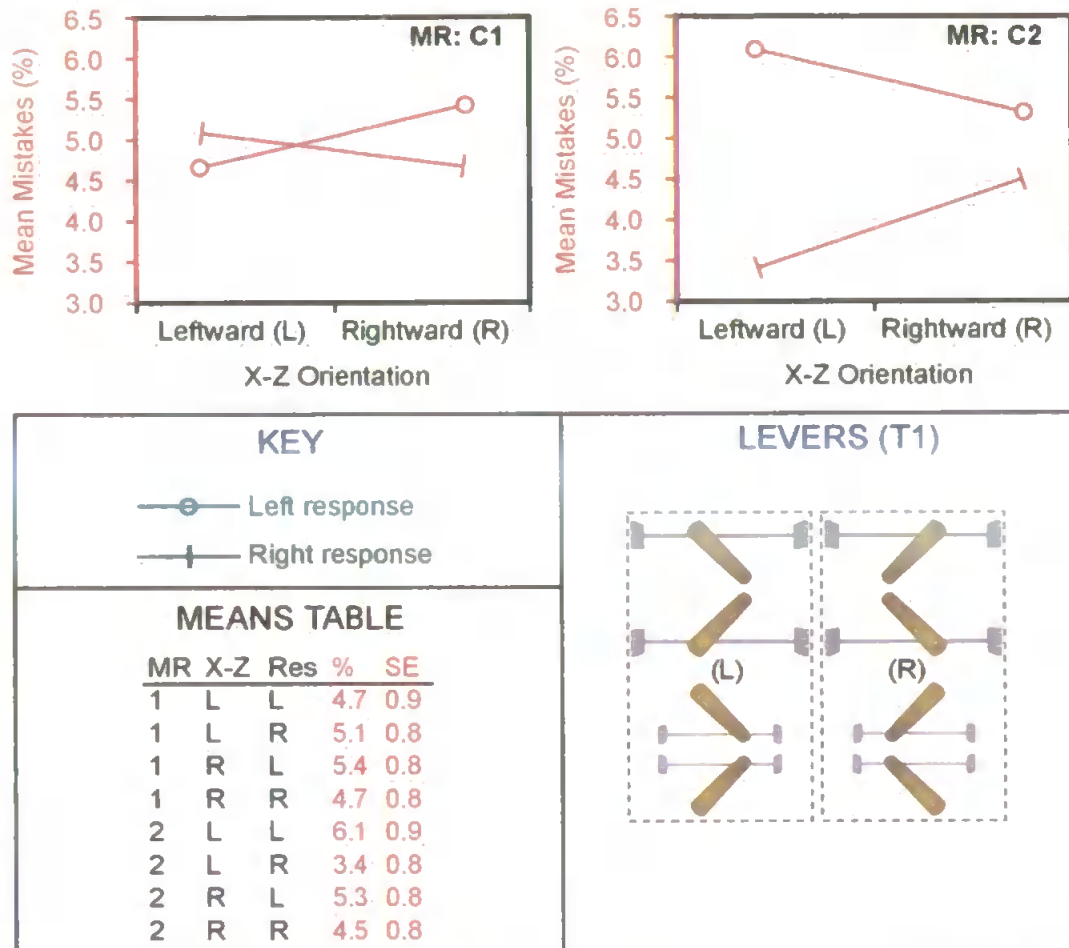 MR: C1
6.5
6.0
5.5
5.0
4.5
4.0
3.5
3.0
Mean Mistakes (%)
Leftward (L) Rightward (R)
X-Z Orientation
MR: C2
6.5
6.0
5.5
5.0
4.5
4.0
3.5
3.0
Mean Mistakes (%)
Leftward (L) Rightward (R)
X-Z Orientation
KEY
Left response
Right response
MEANS TABLE
MR X-Z Res % SE
1 L L 4.7 0.9
1 L R 5.1 0.8
1 R L 5.4 0.8
1 R R 4.7 0.8
2 L L 6.1 0.9
2 L R 3.4 0.8
2 R L 5.3 0.8
2 R R 4.5 0.8
LEVERS (T1)
(L) (R)